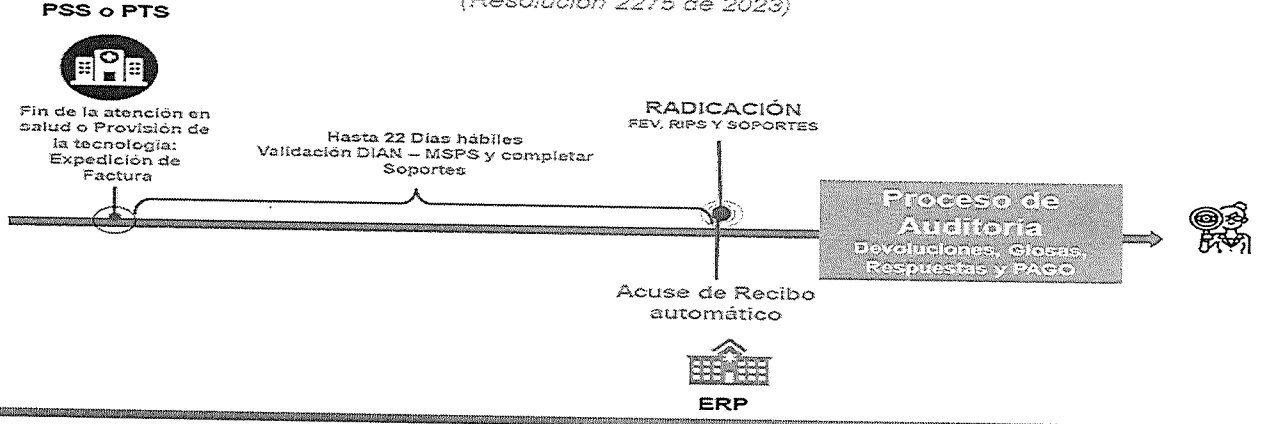 (Resolución 2275 de 2023)
PSS o PTS
Fin de la atención en
salud o Provisión de
la tecnología:
Expedición de
Factura
Hasta 22 Días hábiles
Validación DIAN – MSPS y completar
Soportes
RADICACIÓN
FEV, RIPS Y SOPORTES
Acuse de Recibo
automático
ERP
Proceso de
Auditoría
Devoluciones, Glosas,
Respuestas y PAGO